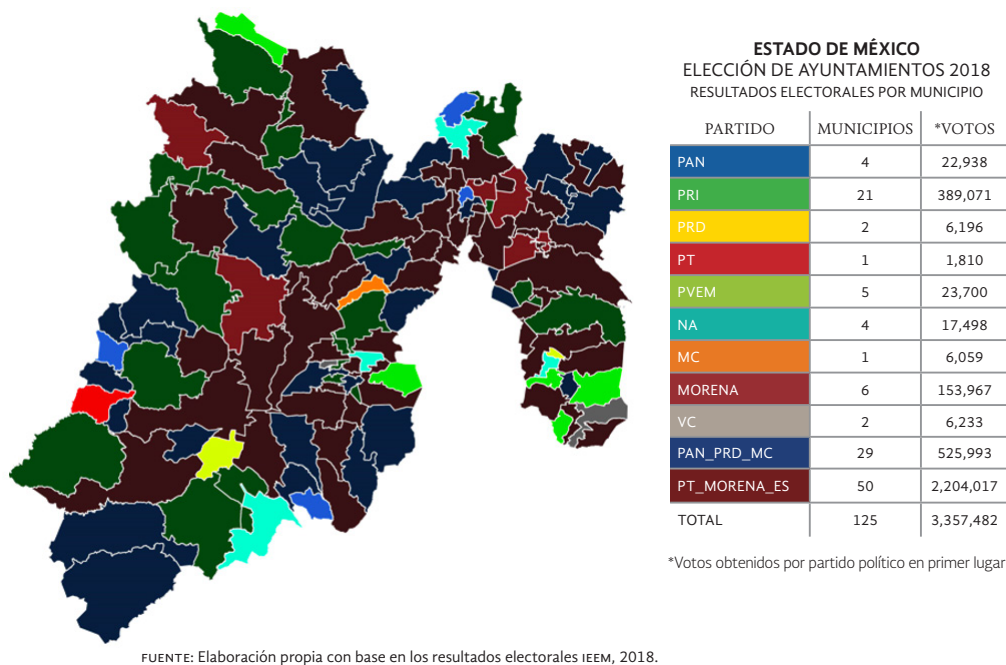 ESTADO DE MÉXICO
ELECCIÓN DE AYUNTAMIENTOS 2018
RESULTADOS ELECTORALES POR MUNICIPIO
PARTIDO MUNICIPIOS *VOTOS
PAN 4 22,938
PRI 21 389,071
PRD 2 6,196
PT 1 1,810
PVEM 5 23,700
NA 4 17,498
MC 1 6,059
MORENA 6 153,967
VC 2 6,233
PAN_PRD_MC 29 525,993
PT_MORENA_ES 50 2,204,017
TOTAL 125 3,357,482
*Votos obtenidos por partido político en primer lugar
FUENTE: Elaboración propia con base en los resultados electorales IEEM, 2018.